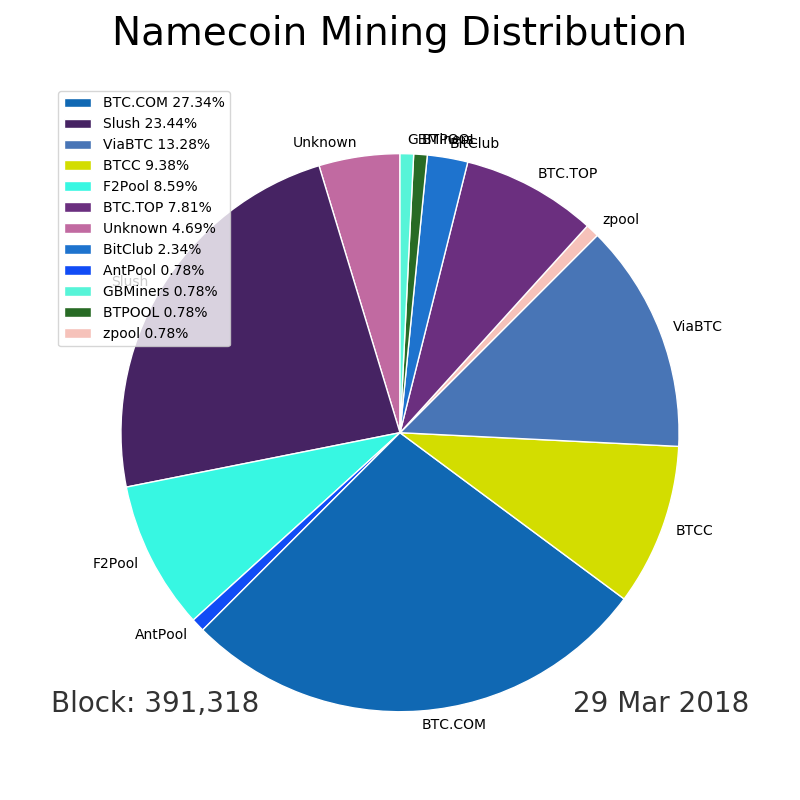 Namecoin Mining Distribution
BTC.COM 27.34%
Slush 23.44%
ViaBTC 13.28%
BTCC 9.38%
F2Pool 8.59%
BTC.TOP 7.81%
Unknown 4.69%
BitClub 2.34%
AntPool 0.78%
GBMiners 0.78%
BTPOOL 0.78%
zpool 0.78%
Unknown
GBMiners
BTPOOL
BitClub
BTC.TOP
zpool
Slush
ViaBTC
BTCC
F2Pool
AntPool
BTC.COM
Block: 391,318
29 Mar 2018